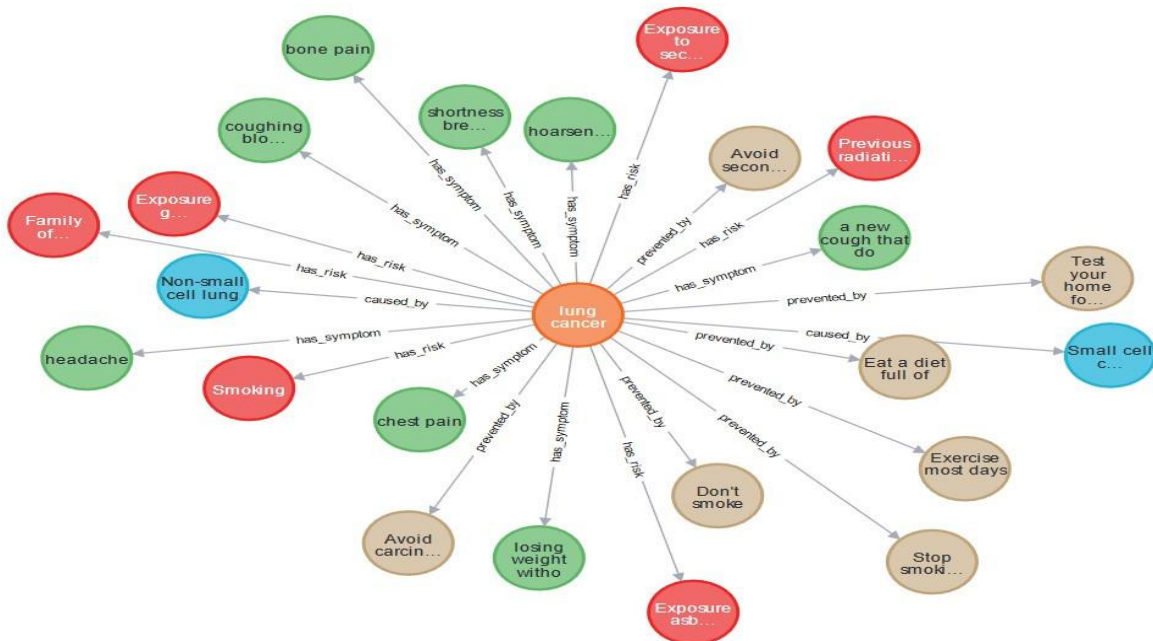 bone pain
Exposure
to
sec...
coughing
blo...
shortness
bre...
hoarsen...
Avoid
secon...
Previous
radiati...
has_symptom
has_symptom
has_symptom
has_symptom
has_risk
prevented_by
has_risk
Family
of...
Exposure
g...
a new
cough that
do
has_risk
has_risk
has_symptom
Non-small
cell lung
caused_by
lung
cancer
prevented_by
Test
your
home
fo...
headache
has_symptom
has_risk
Smoking
prevented_by
caused_by
Eat a diet
full of
Small cell
c...
has_symptom
chest pain
prevented_by
has_symptom
prevented_by
prevented_by
prevented_by
has_risk
Exercise
most days
Don't
smoke
Avoid
carcin...
losing
weight
witho
Stop
smoki...
Exposure
asb...